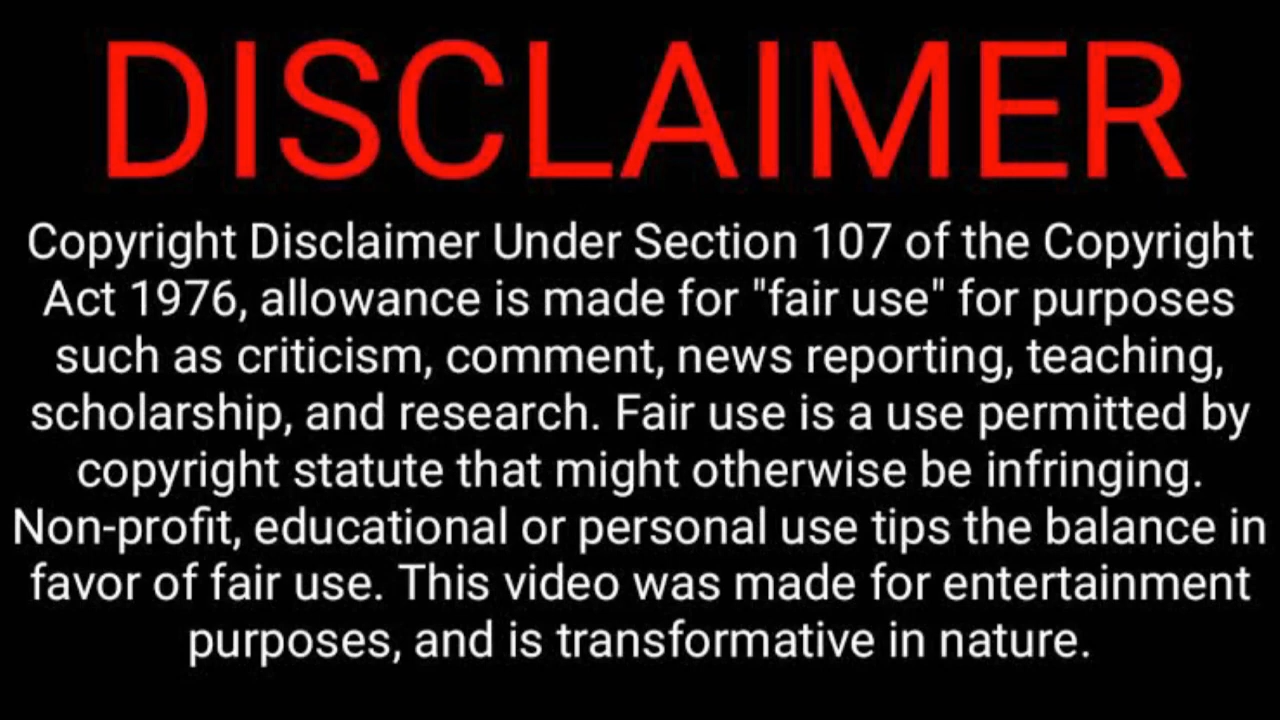 DISCLAIMER
Copyright Disclaimer Under Section 107 of the Copyright
Act 1976, allowance is made for "fair use" for purposes
such as criticism, comment, news reporting, teaching,
scholarship, and research. Fair use is a use permitted by
copyright statute that might otherwise be infringing.
Non-profit, educational or personal use tips the balance in
favor of fair use. This video was made for entertainment
purposes, and is transformative in nature.